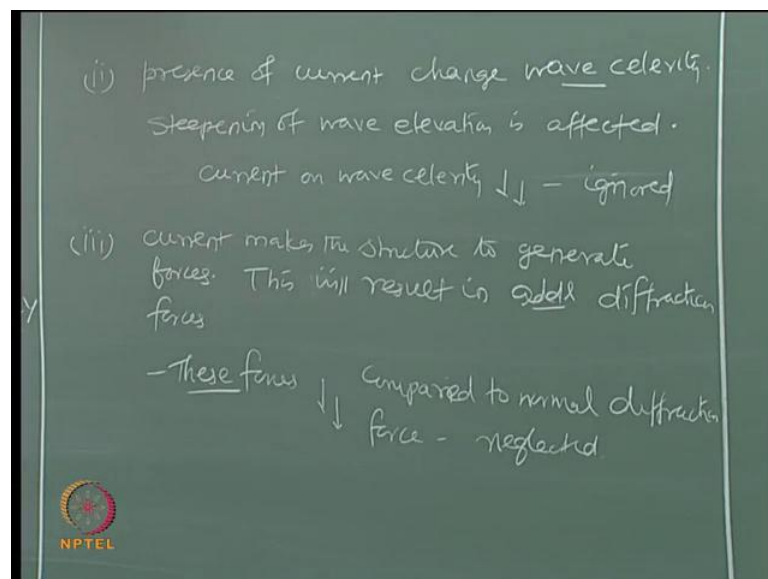 (ii) presence of current change wave celerity.
steepening of wave elevation is affected.
current on wave celerity ↓↓ - ignored
(iii) current makes the structure to generate
forces. This will result in addl diffraction
y
forces
- These forces ↓↓ compared to normal diffraction
force - neglected.
NPTEL